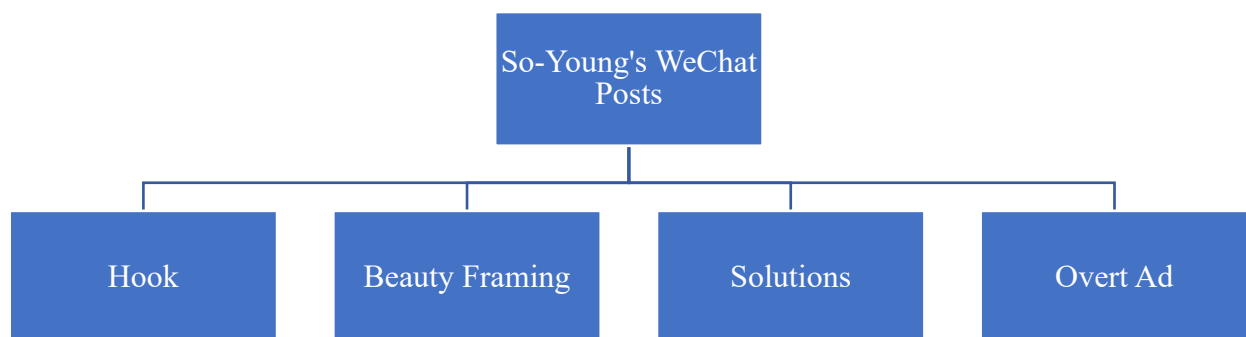 So-Young's WeChat
Posts
Hook
Beauty Framing
Solutions
Overt Ad